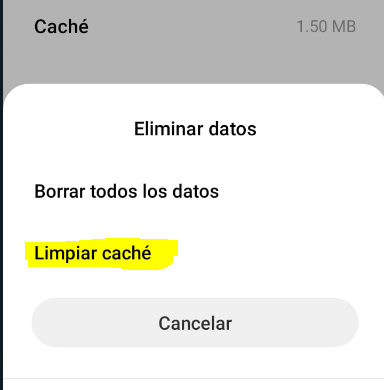 Caché 1.50 MB
Eliminar datos
Borrar todos los datos
Limpiar caché
Cancelar